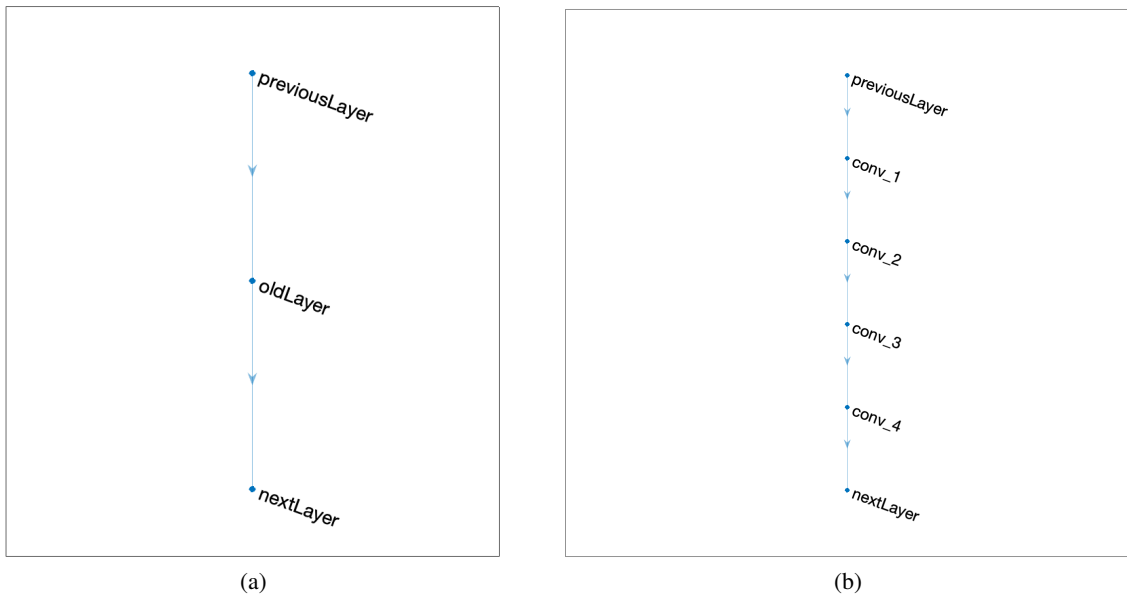 previousLayer
oldLayer
nextLayer
(a)
previousLayer
conv_1
conv_2
conv_3
conv_4
nextLayer
(b)